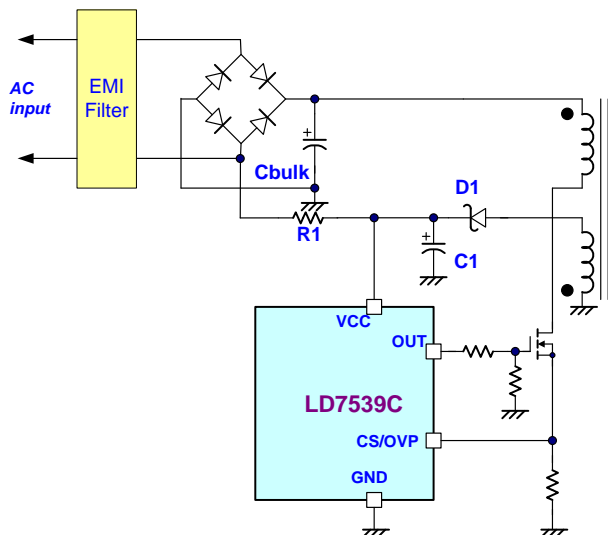 AC
input
EMI
Filter
+
Cbulk
R1
D1
+
C1
VCC
OUT
LD7539C
CS/OVP
GND